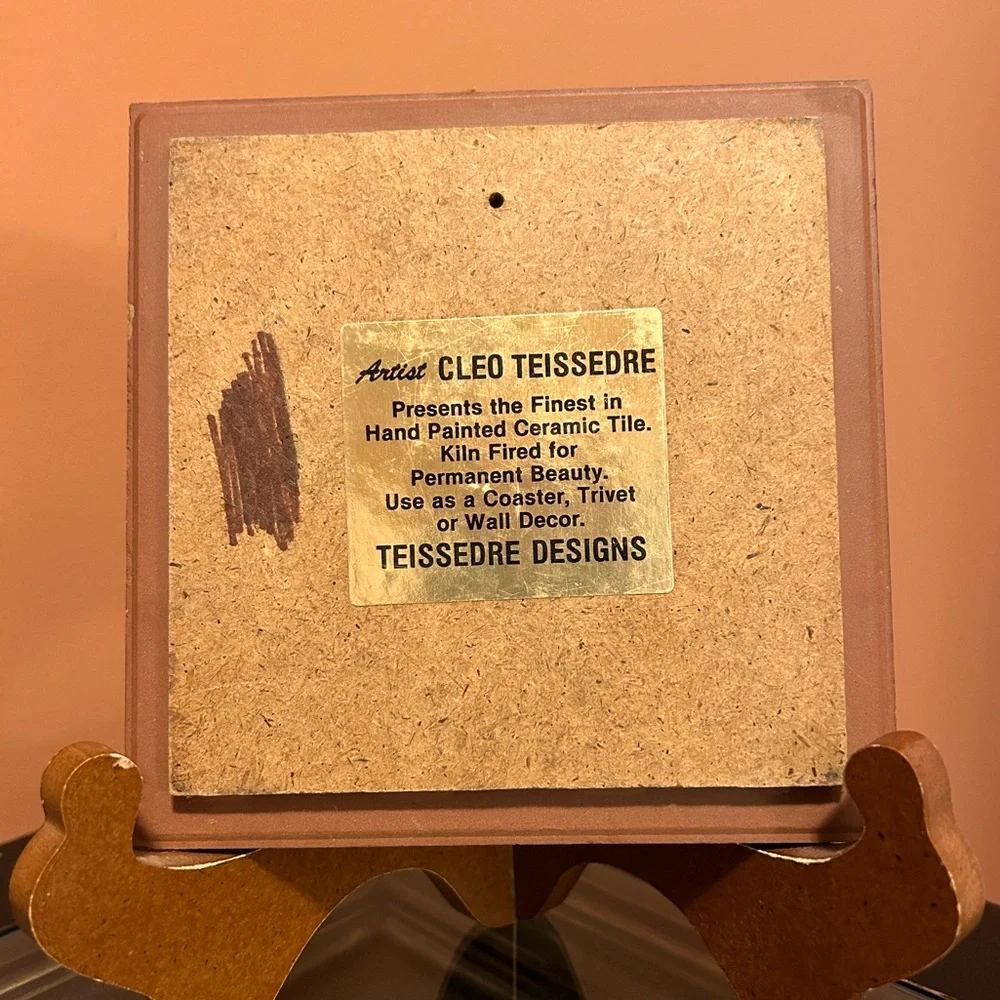 Artist CLEO TEISSEDRE
Presents the Finest in
Hand Painted Ceramic Tile.
Kiln Fired for
Permanent Beauty.
Use as a Coaster, Trivet
or Wall Decor.
TEISSEDRE DESIGNS